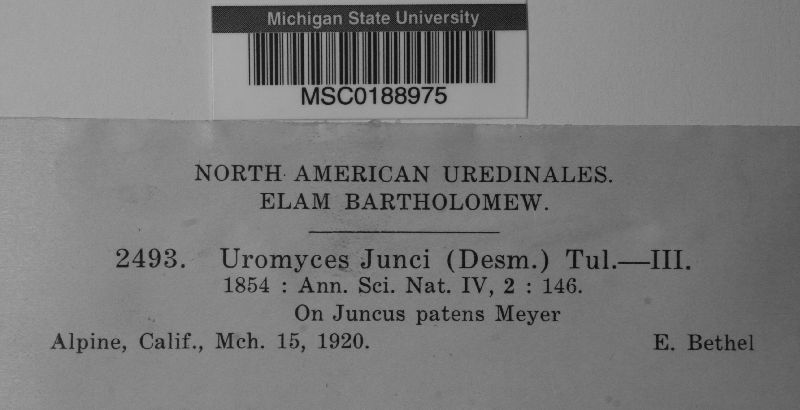 Michigan State University
MSC0188975
NORTH AMERICAN UREDINALES.
ELAM BARTHOLOMEW.
2493. Uromyces Junci (Desm.) Tul.—III.
1854 : Ann. Sci. Nat. IV, 2 : 146.
On Juncus patens Meyer
Alpine, Calif., Mch. 15, 1920. E. Bethel